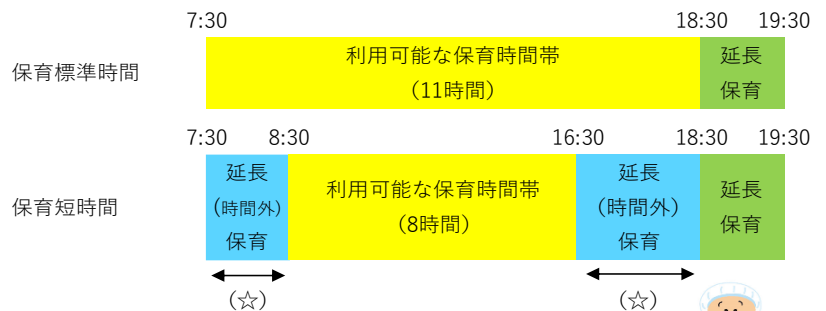 7:30 18:30 19:30
保育標準時間
利用可能な保育時間帯
(11時間)
延長
保育
7:30 8:30 16:30 18:30 19:30
保育短時間
延長
(時間外)
保育
利用可能な保育時間帯
(8時間)
延長
(時間外)
保育
延長
保育
(☆) (☆)